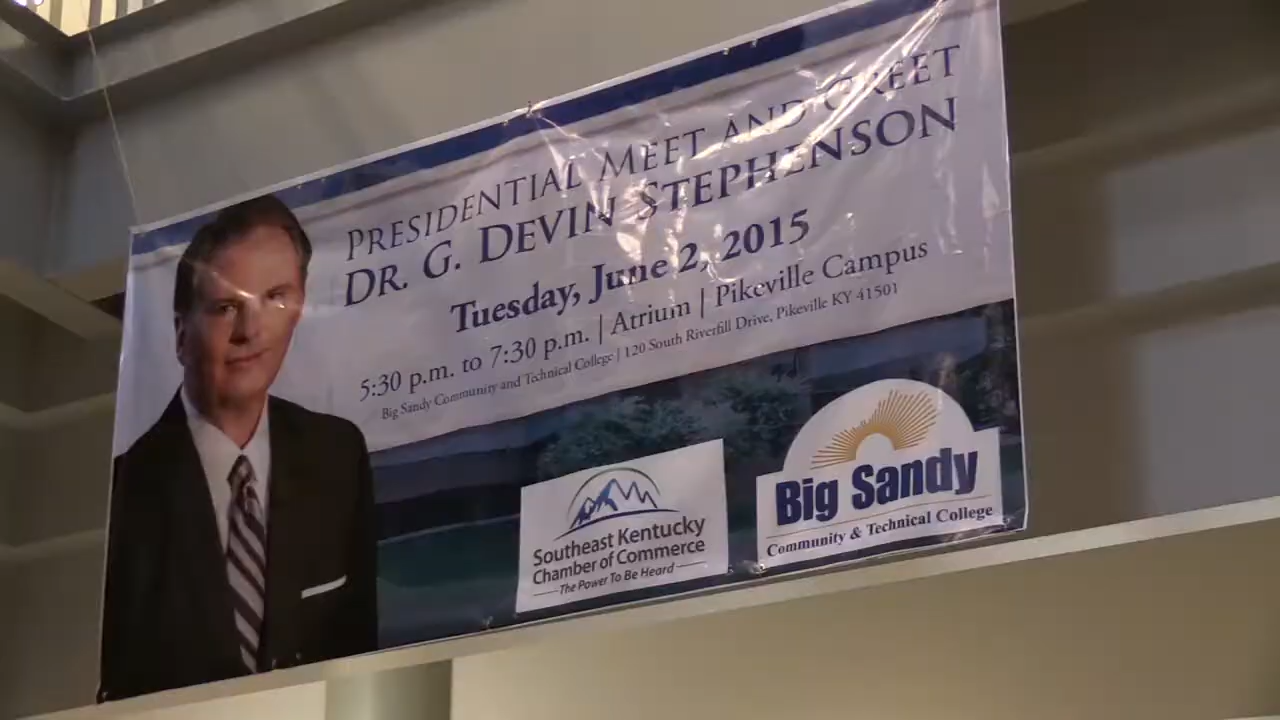 PRESIDENTIAL MEET AND GREET
DR. G. DEVIN STEPHENSON
Tuesday, June 2, 2015
5:30 p.m. to 7:30 p.m. | Atrium | Pikeville Campus
Big Sandy Community and Technical College | 120 South Riverfill Drive, Pikeville KY 41501
Southeast Kentucky
Chamber of Commerce
The Power To Be Heard
Big Sandy
Community & Technical College